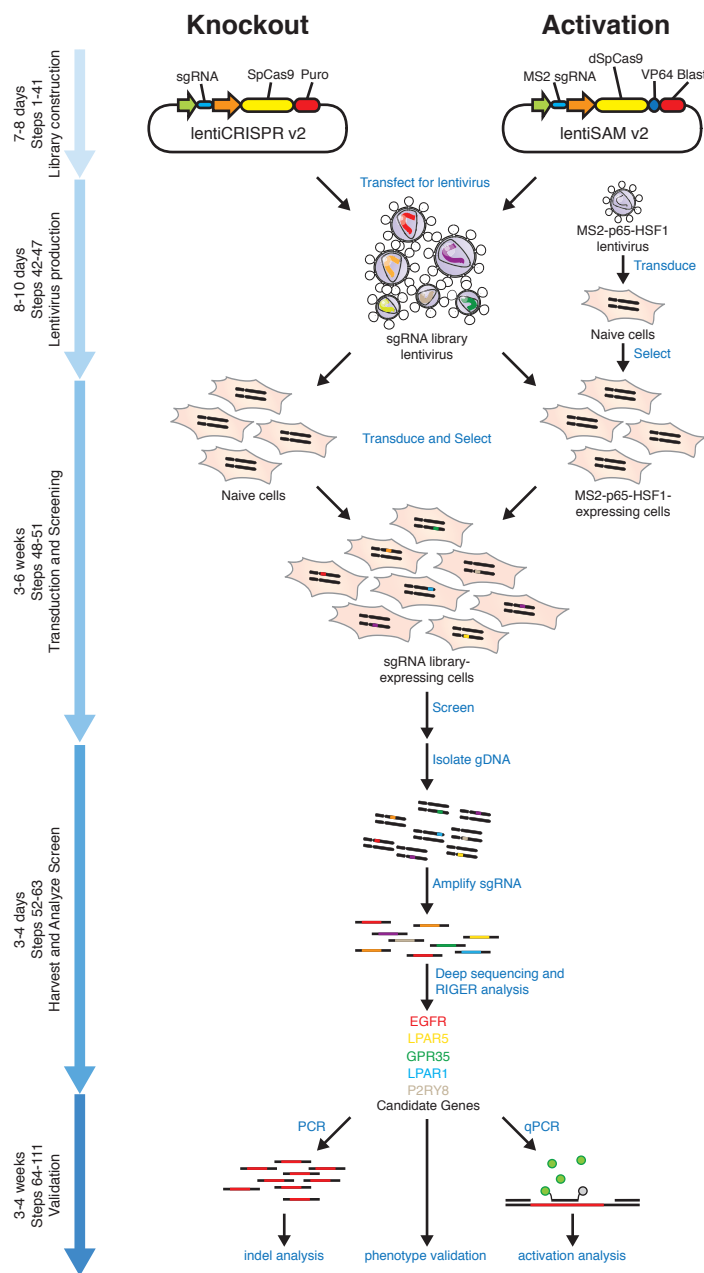 Knockout
Activation
7-8 days
Steps 1-41
Library construction
sgRNA
SpCas9
Puro
lentiCRISPR v2
dSpCas9
MS2 sgRNA
VP64 Blast
lentiSAM v2
8-10 days
Steps 42-47
Lentivirus production
Transfect for lentivirus
sgRNA library
lentivirus
MS2-p65-HSF1
lentivirus
Transduce
Naive cells
Select
3-6 weeks
Steps 48-51
Transduction and Screening
Transduce and Select
Naive cells
MS2-p65-HSF1-
expressing cells
sgRNA library-
expressing cells
Screen
3-4 days
Steps 52-63
Harvest and Analyze Screen
Isolate gDNA
Amplify sgRNA
Deep sequencing and
RIGER analysis
EGFR
LPAR5
GPR35
LPAR1
P2RY8
Candidate Genes
3-4 weeks
Steps 64-111
Validation
PCR
qPCR
indel analysis
phenotype validation
activation analysis